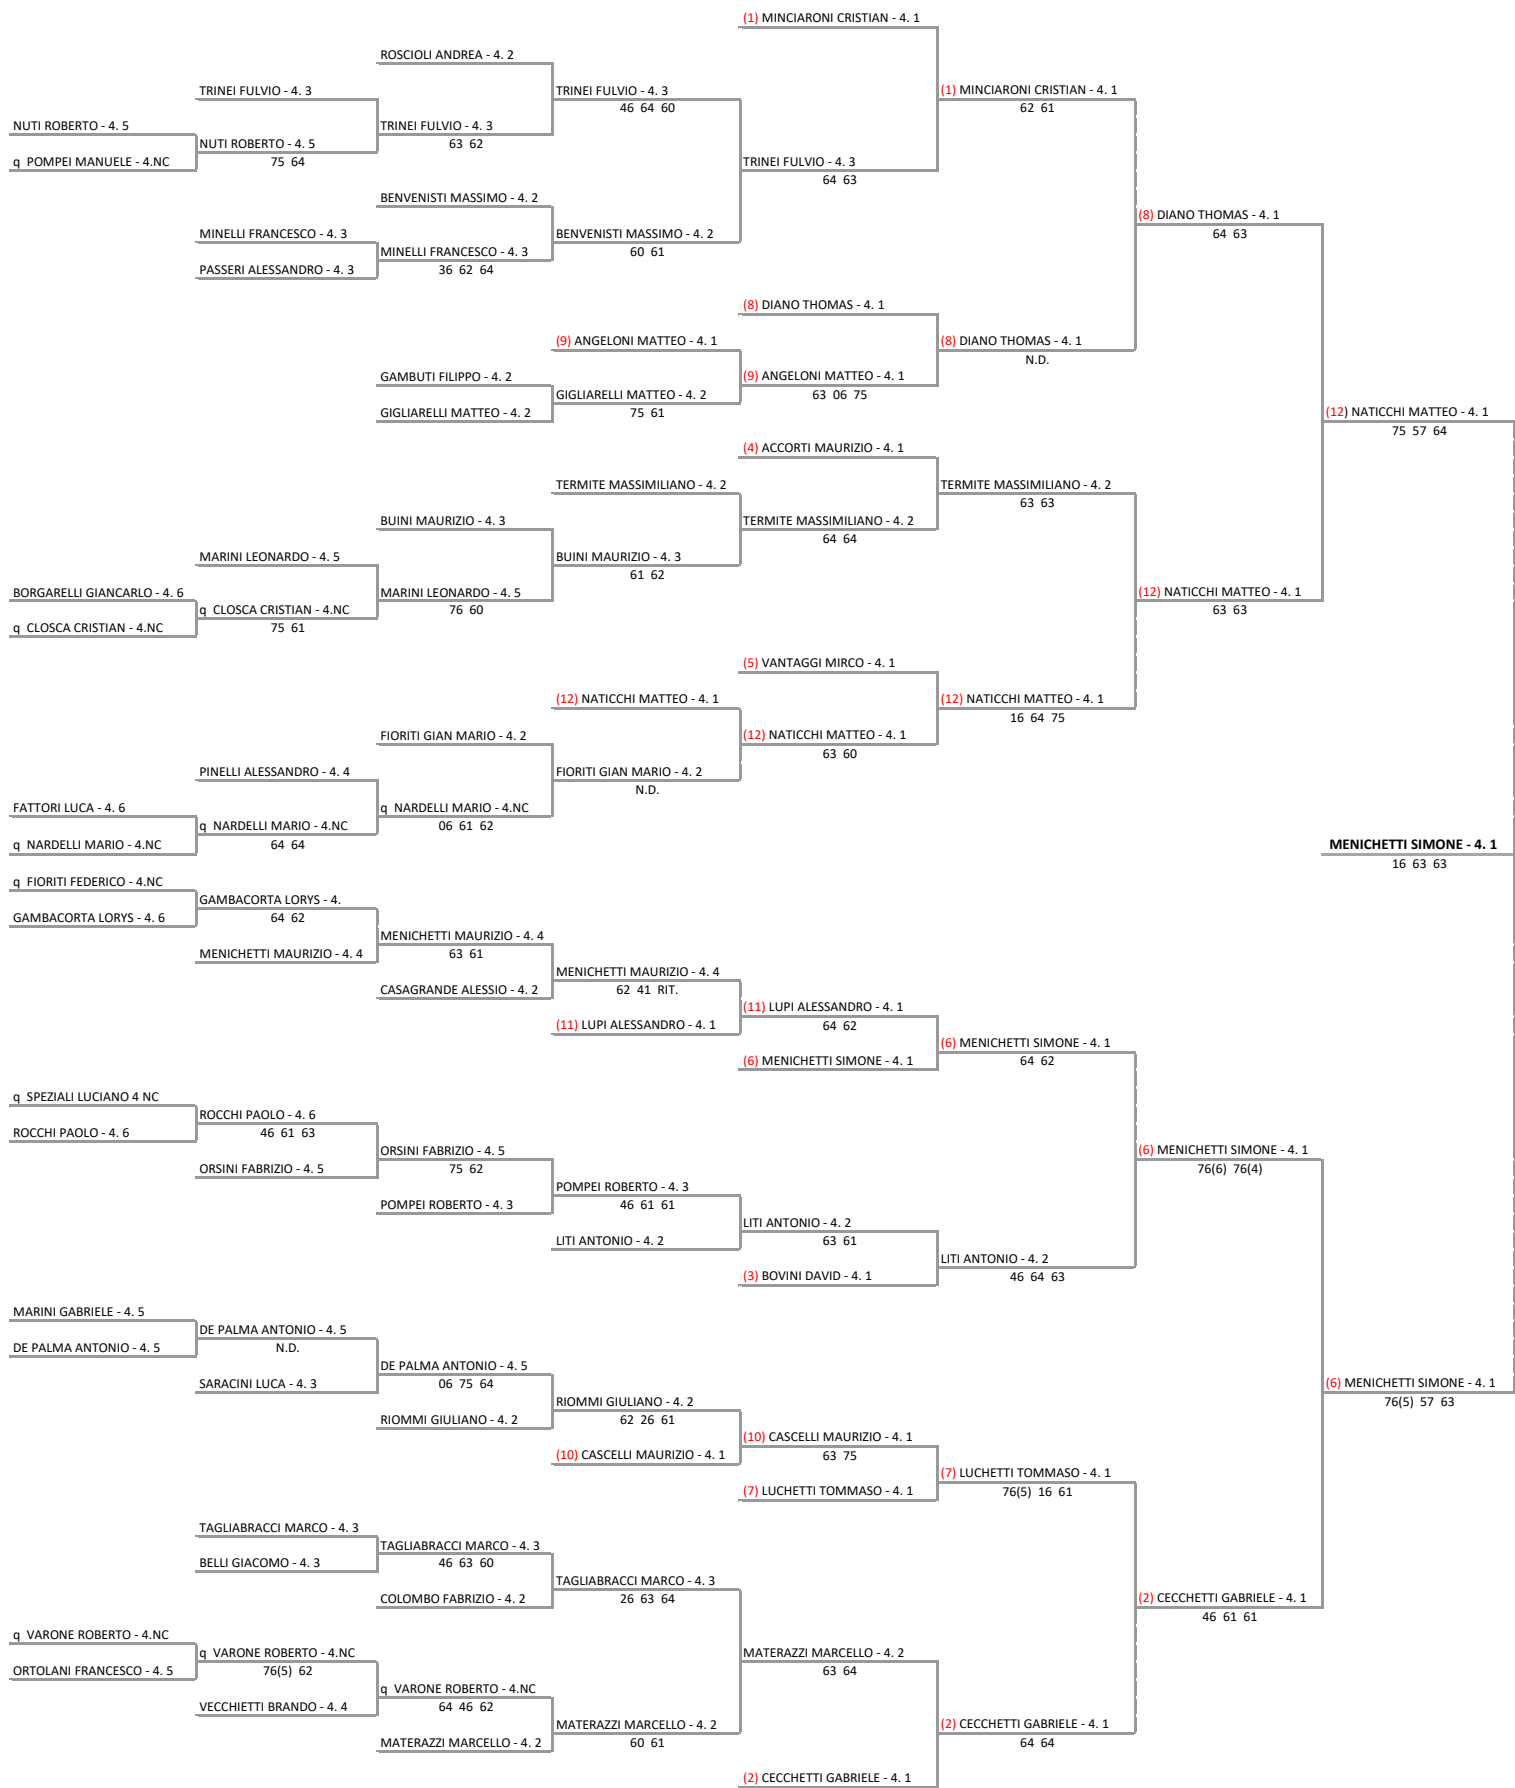 (1) MINCIARONI CRISTIAN - 4. 1
ROSCIOLI ANDREA - 4. 2
TRINEI FULVIO - 4. 3
TRINEI FULVIO - 4. 3
(1) MINCIARONI CRISTIAN - 4. 1
46 64 60
62 61
NUTI ROBERTO - 4. 5
TRINEI FULVIO - 4. 3
NUTI ROBERTO - 4. 5
63 62
q POMPEI MANUELE - 4.NC
75 64
TRINEI FULVIO - 4. 3
64 63
BENVENISTI MASSIMO - 4. 2
(8) DIANO THOMAS - 4. 1
MINELLI FRANCESCO - 4. 3
BENVENISTI MASSIMO - 4. 2
64 63
MINELLI FRANCESCO - 4. 3
60 61
PASSERI ALESSANDRO - 4. 3
36 62 64
(8) DIANO THOMAS - 4. 1
(9) ANGELONI MATTEO - 4. 1
(8) DIANO THOMAS - 4. 1
N.D.
GAMBUTI FILIPPO - 4. 2
(9) ANGELONI MATTEO - 4. 1
GIGLIARELLI MATTEO - 4. 2
63 06 75
GIGLIARELLI MATTEO - 4. 2
75 61
(12) NATICCHI MATTEO - 4. 1
75 57 64
(4) ACCORTI MAURIZIO - 4. 1
TERMITE MASSIMILIANO - 4. 2
TERMITE MASSIMILIANO - 4. 2
63 63
BUINI MAURIZIO - 4. 3
TERMITE MASSIMILIANO - 4. 2
64 64
MARINI LEONARDO - 4. 5
BUINI MAURIZIO - 4. 3
61 62
BORGARELLI GIANCARLO - 4. 6
MARINI LEONARDO - 4. 5
(12) NATICCHI MATTEO - 4. 1
q CLOSCA CRISTIAN - 4.NC
76 60
63 63
q CLOSCA CRISTIAN - 4.NC
75 61
(5) VANTAGGI MIRCO - 4. 1
(12) NATICCHI MATTEO - 4. 1
(12) NATICCHI MATTEO - 4. 1
16 64 75
FIORITI GIAN MARIO - 4. 2
(12) NATICCHI MATTEO - 4. 1
63 60
PINELLI ALESSANDRO - 4. 4
FIORITI GIAN MARIO - 4. 2
N.D.
FATTORI LUCA - 4. 6
q NARDELLI MARIO - 4.NC
q NARDELLI MARIO - 4.NC
06 61 62
q NARDELLI MARIO - 4.NC
64 64
MENICHETTI SIMONE - 4. 1
16 63 63
q FIORITI FEDERICO - 4.NC
GAMBACORTA LORYS - 4.
GAMBACORTA LORYS - 4. 6
64 62
MENICHETTI MAURIZIO - 4. 4
MENICHETTI MAURIZIO - 4. 4
63 61
MENICHETTI MAURIZIO - 4. 4
CASAGRANDE ALESSIO - 4. 2
62 41 RIT.
(11) LUPI ALESSANDRO - 4. 1
(11) LUPI ALESSANDRO - 4. 1
64 62
(6) MENICHETTI SIMONE - 4. 1
(6) MENICHETTI SIMONE - 4. 1
64 62
q SPEZIALI LUCIANO 4 NC
ROCCHI PAOLO - 4. 6
ROCCHI PAOLO - 4. 6
46 61 63
ORSINI FABRIZIO - 4. 5
(6) MENICHETTI SIMONE - 4. 1
ORSINI FABRIZIO - 4. 5
75 62
76(6) 76(4)
POMPEI ROBERTO - 4. 3
POMPEI ROBERTO - 4. 3
46 61 61
LITI ANTONIO - 4. 2
LITI ANTONIO - 4. 2
63 61
LITI ANTONIO - 4. 2
(3) BOVINI DAVID - 4. 1
46 64 63
MARINI GABRIELE - 4. 5
DE PALMA ANTONIO - 4. 5
DE PALMA ANTONIO - 4. 5
N.D.
DE PALMA ANTONIO - 4. 5
SARACINI LUCA - 4. 3
06 75 64
(6) MENICHETTI SIMONE - 4. 1
RIOMMI GIULIANO - 4. 2
76(5) 57 63
RIOMMI GIULIANO - 4. 2
62 26 61
(10) CASCELLI MAURIZIO - 4. 1
(10) CASCELLI MAURIZIO - 4. 1
63 75
(7) LUCHETTI TOMMASO - 4. 1
(7) LUCHETTI TOMMASO - 4. 1
76(5) 16 61
TAGLIABRACCI MARCO - 4. 3
TAGLIABRACCI MARCO - 4. 3
BELLI GIACOMO - 4. 3
46 63 60
TAGLIABRACCI MARCO - 4. 3
COLOMBO FABRIZIO - 4. 2
26 63 64
(2) CECCHETTI GABRIELE - 4. 1
46 61 61
q VARONE ROBERTO - 4.NC
q VARONE ROBERTO - 4.NC
MATERAZZI MARCELLO - 4. 2
ORTOLANI FRANCESCO - 4. 5
76(5) 62
63 64
q VARONE ROBERTO - 4.NC
VECCHIETTI BRANDO - 4. 4
64 46 62
MATERAZZI MARCELLO - 4. 2
(2) CECCHETTI GABRIELE - 4. 1
MATERAZZI MARCELLO - 4. 2
60 61
64 64
(2) CECCHETTI GABRIELE - 4. 1